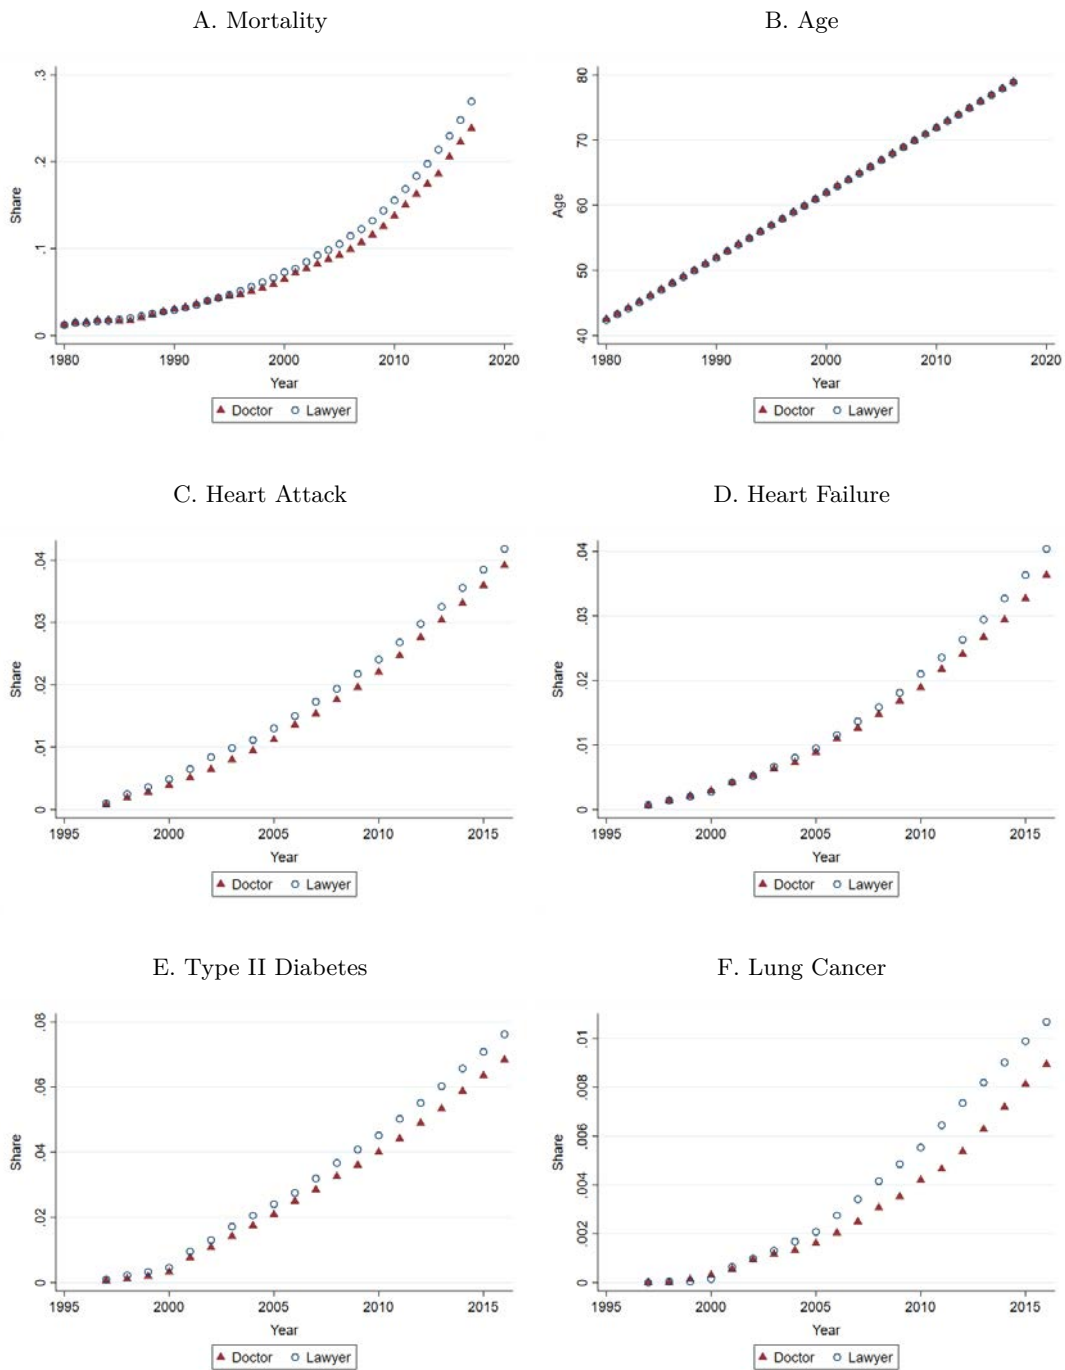 A. Mortality
.3
.2
.1
0
Share
1980 1990 2000 2010 2020
Year
Doctor Lawyer
B. Age
80
70
60
50
40
Age
1980 1990 2000 2010 2020
Year
Doctor Lawyer
C. Heart Attack
.04
.03
.02
.01
0
Share
1995 2000 2005 2010 2015
Year
Doctor Lawyer
D. Heart Failure
.04
.03
.02
.01
0
Share
1995 2000 2005 2010 2015
Year
Doctor Lawyer
E. Type II Diabetes
.08
.06
.04
.02
0
Share
1995 2000 2005 2010 2015
Year
Doctor Lawyer
F. Lung Cancer
.01
.008
.006
.004
.002
0
Share
1995 2000 2005 2010 2015
Year
Doctor Lawyer